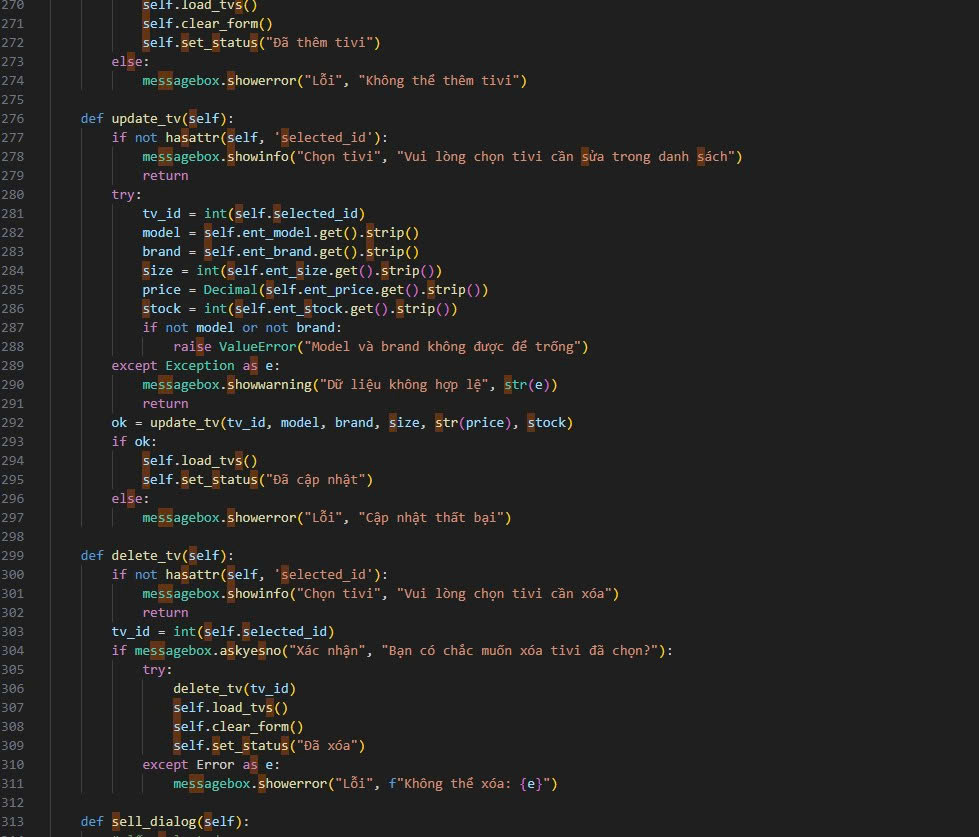 270                self.load_tvs()
271                self.clear_form()
272                self.set_status("Đã thêm tivi")
273            else:
274                messagebox.showerror("Lỗi", "Không thể thêm tivi")
275
276        def update_tv(self):
277            if not hasattr(self, 'selected_id'):
278                messagebox.showinfo("Chọn tivi", "Vui lòng chọn tivi cần sửa trong danh sách")
279                return
280            try:
281                tv_id = int(self.selected_id)
282                model = self.ent_model.get().strip()
283                brand = self.ent_brand.get().strip()
284                size = int(self.ent_size.get().strip())
285                price = Decimal(self.ent_price.get().strip())
286                stock = int(self.ent_stock.get().strip())
287                if not model or not brand:
288                    raise ValueError("Model và brand không được để trống")
289            except Exception as e:
290                messagebox.showwarning("Dữ liệu không hợp lệ", str(e))
291                return
292            ok = update_tv(tv_id, model, brand, size, str(price), stock)
293            if ok:
294                self.load_tvs()
295                self.set_status("Đã cập nhật")
296            else:
297                messagebox.showerror("Lỗi", "Cập nhật thất bại")
298
299        def delete_tv(self):
300            if not hasattr(self, 'selected_id'):
301                messagebox.showinfo("Chọn tivi", "Vui lòng chọn tivi cần xóa")
302                return
303            tv_id = int(self.selected_id)
304            if messagebox.askyesno("Xác nhận", "Bạn có chắc muốn xóa tivi đã chọn?"):
305                try:
306                    delete_tv(tv_id)
307                    self.load_tvs()
308                    self.clear_form()
309                    self.set_status("Đã xóa")
310                except Error as e:
311                    messagebox.showerror("Lỗi", f"Không thể xóa: {e}")
312
313        def sell_dialog(self):